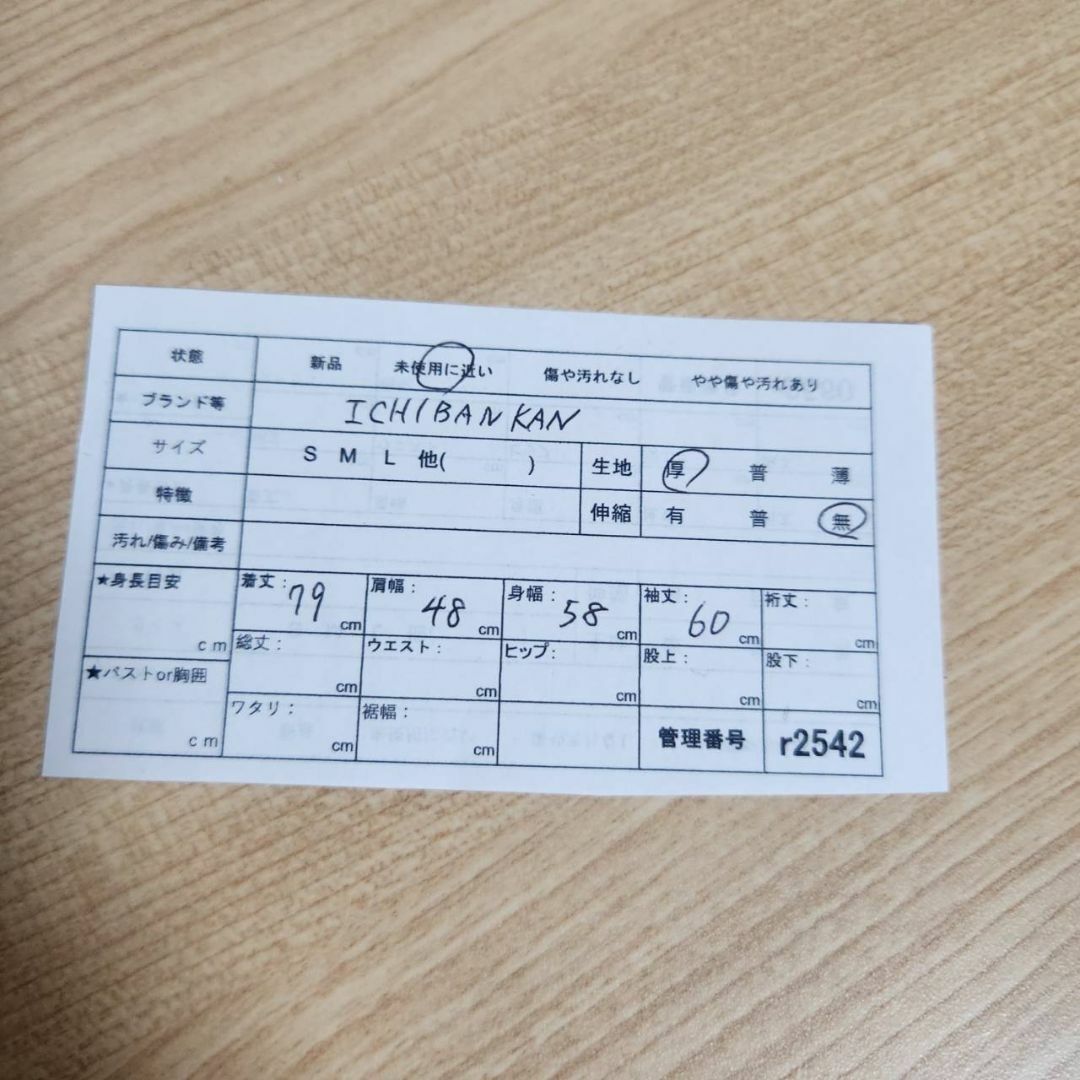 状態 新品 未使用に近い 傷や汚れなし やや傷や汚れあり
ブランド等 ICHIBANKAN
サイズ S M L 他( ) 生地 厚 普 薄
特徴 伸縮 有 普 無
汚れ/傷み/備考
★身長目安 cm
着丈: 79 cm 肩幅: 48 cm 身幅: 58 cm 袖丈: 60 cm 裄丈: cm
総丈: cm ウエスト: cm ヒップ: cm 股上: cm 股下: cm
★バストor胸囲 cm
ワタリ: cm 裾幅: cm 管理番号 r2542